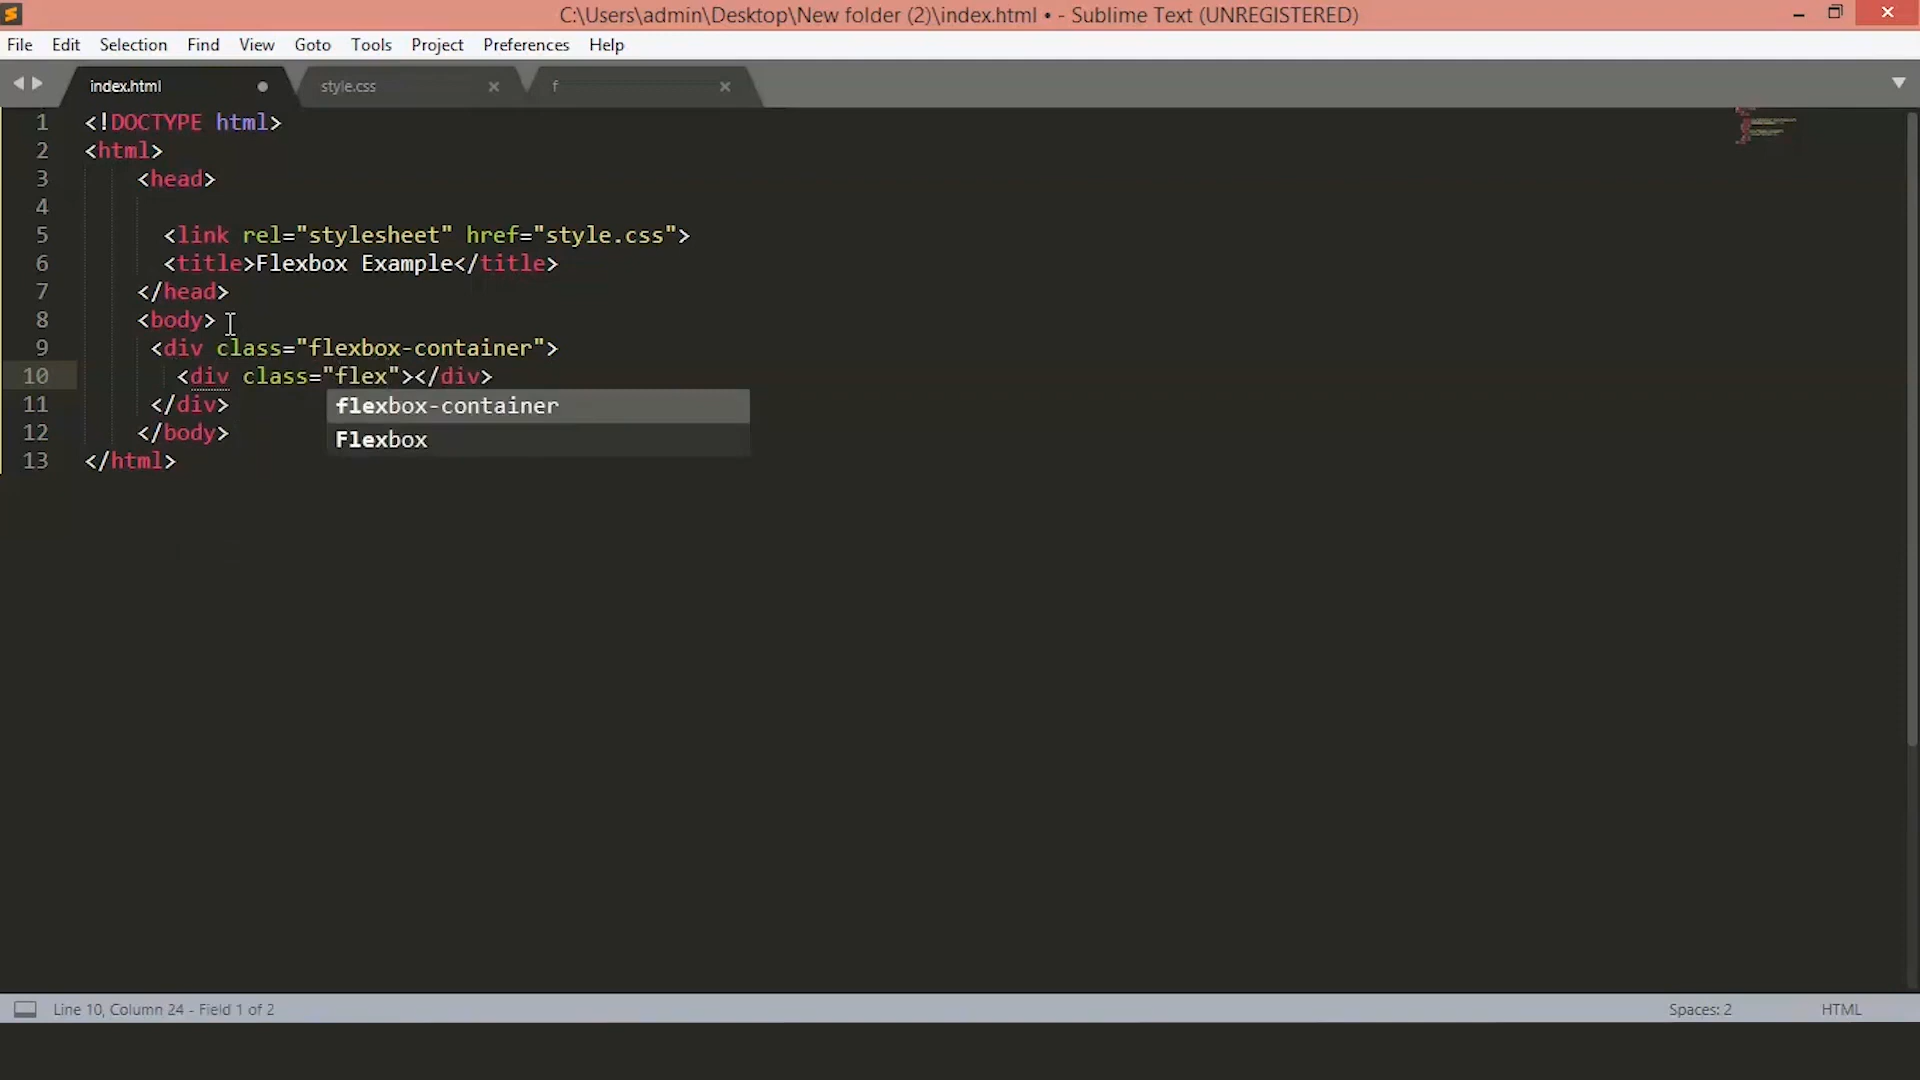 C:\Users\admin\Desktop\New folder (2)\index.html • - Sublime Text (UNREGISTERED)
File Edit Selection Find View Goto Tools Project Preferences Help
index.html style.css f
1 <!DOCTYPE html>
2 <html>
3 <head>
4
5 <link rel="stylesheet" href="style.css">
6 <title>Flexbox Example</title>
7 </head>
8 <body>
9 <div class="flexbox-container">
10 <div class="flex"></div>
11 </div>
flexbox-container
12 </body>
Flexbox
13 </html>
Line 10, Column 24 - Field 1 of 2 Spaces: 2 HTML